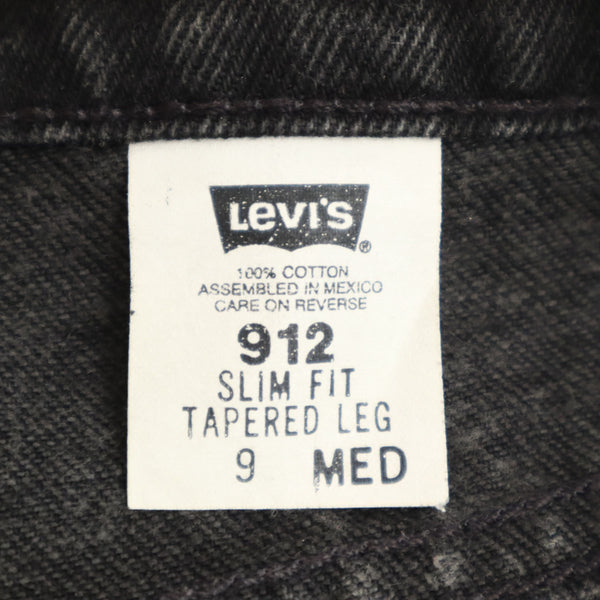 Levi's
®
100% COTTON
ASSEMBLED IN MEXICO
CARE ON REVERSE
912
SLIM FIT
TAPERED LEG
9 MED